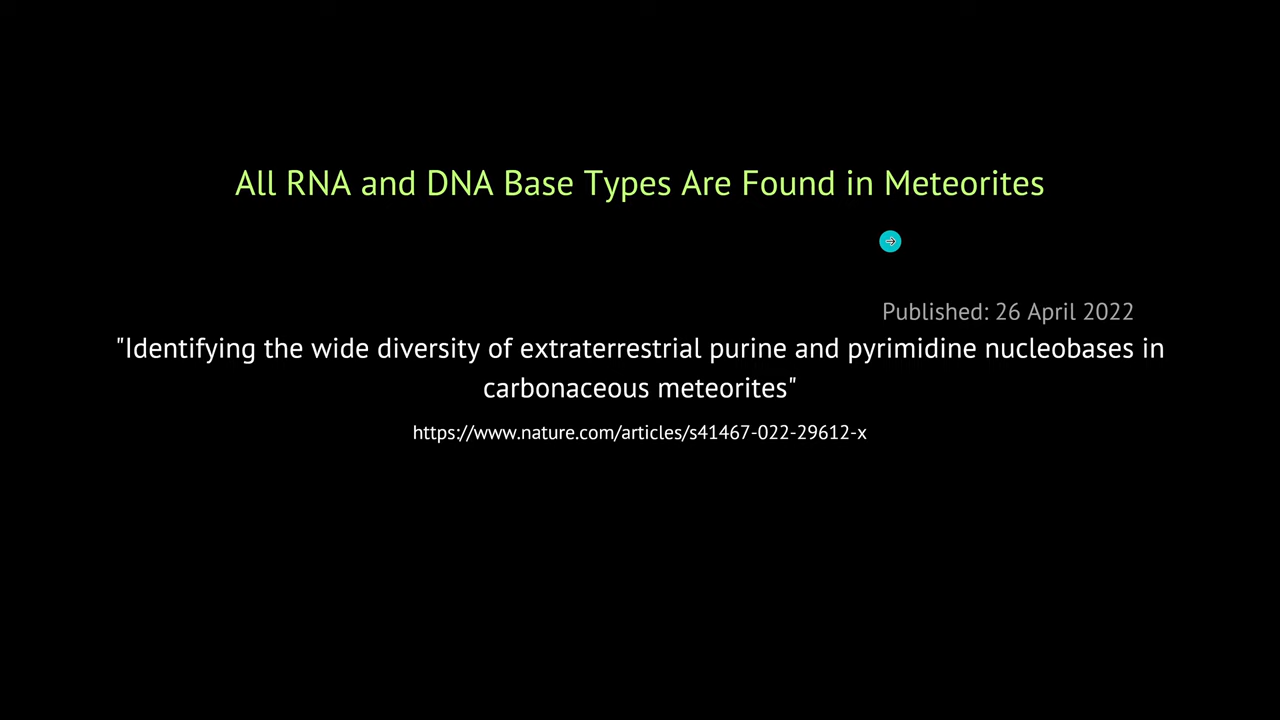 All RNA and DNA Base Types Are Found in Meteorites
Published: 26 April 2022
"Identifying the wide diversity of extraterrestrial purine and pyrimidine nucleobases in
carbonaceous meteorites"
https://www.nature.com/articles/s41467-022-29612-x